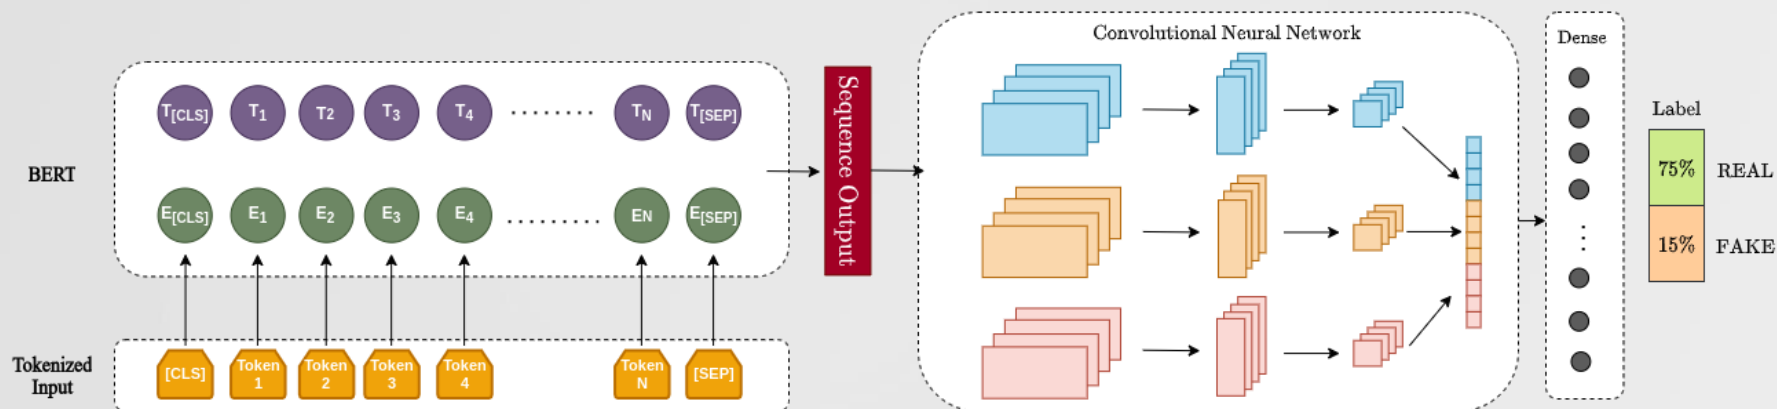 Convolutional Neural Network
Dense
T[CLS] T1 T2 T3 T4 ........ TN T[SEP]
Sequence Output
Label
BERT
75% REAL
E[CLS] E1 E2 E3 E4 ......... EN E[SEP]
15% FAKE
Tokenized
Input
[CLS]
Token
1
Token
2
Token
3
Token
4
Token
N
[SEP]